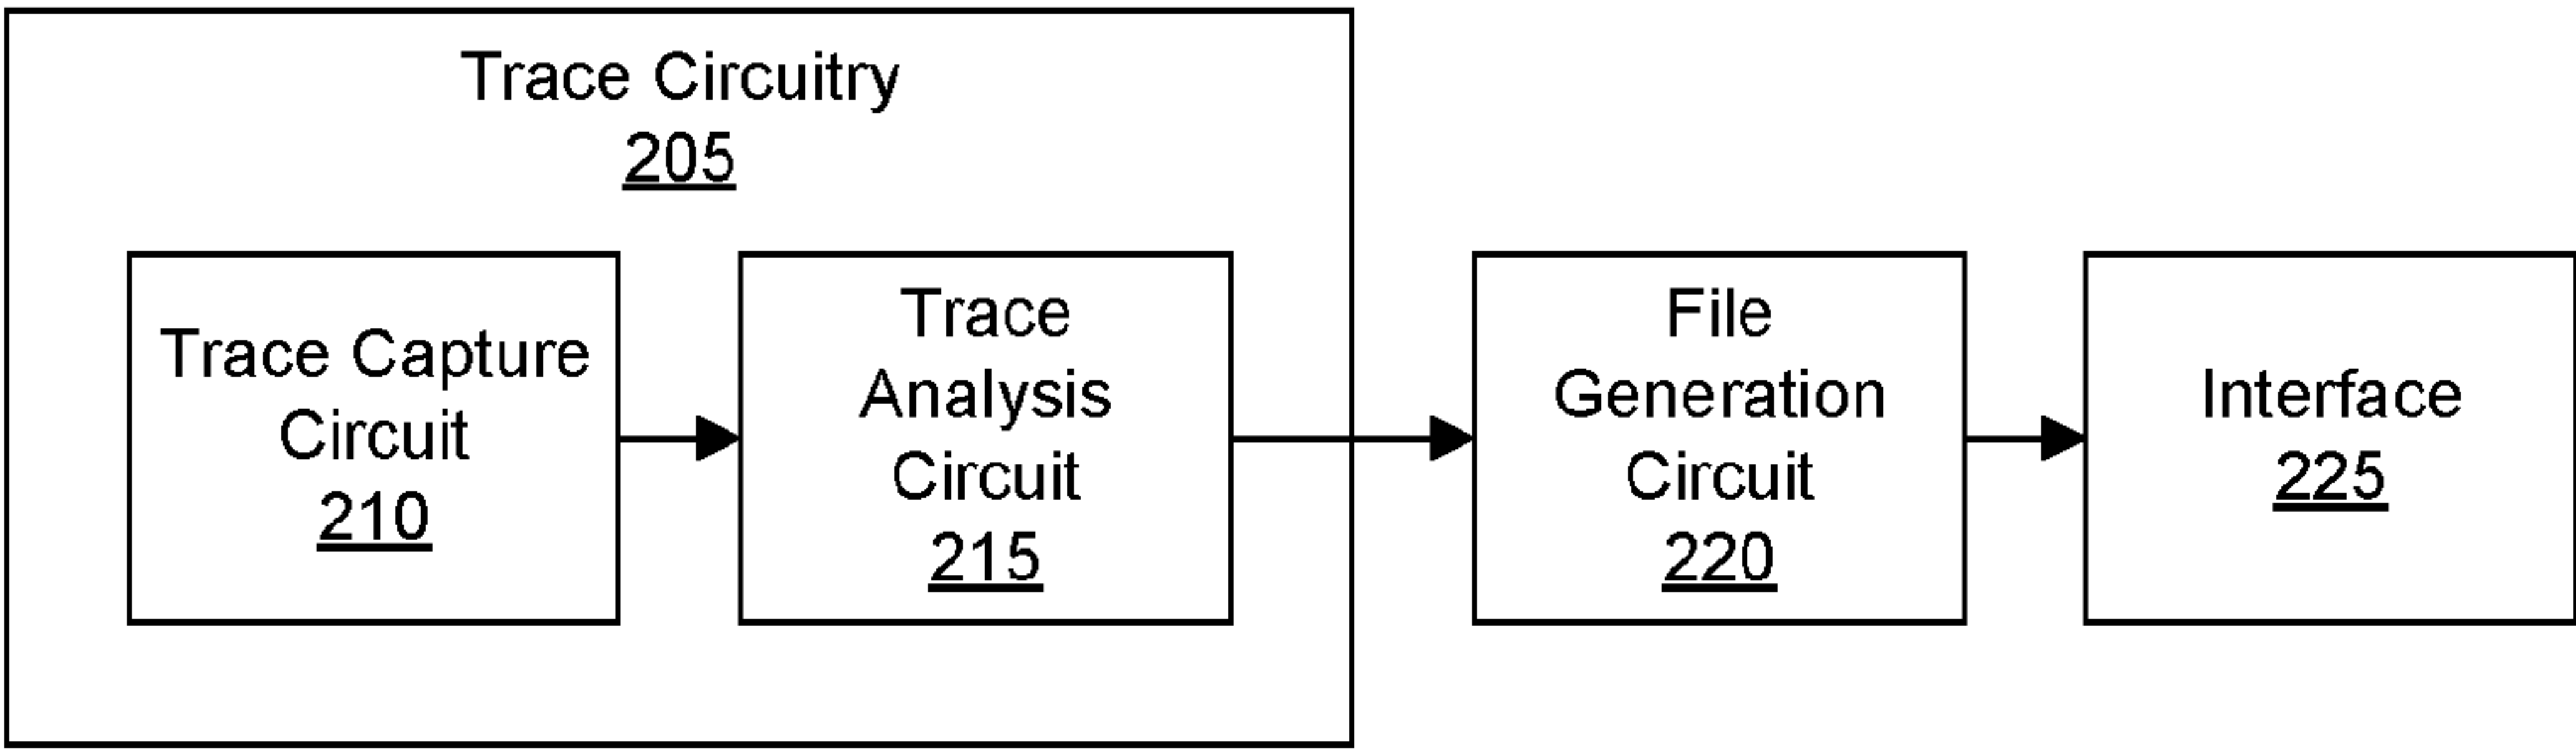 Trace Circuitry
205
Trace Capture
Circuit
210
Trace
Analysis
Circuit
215
File
Generation
Circuit
220
Interface
225